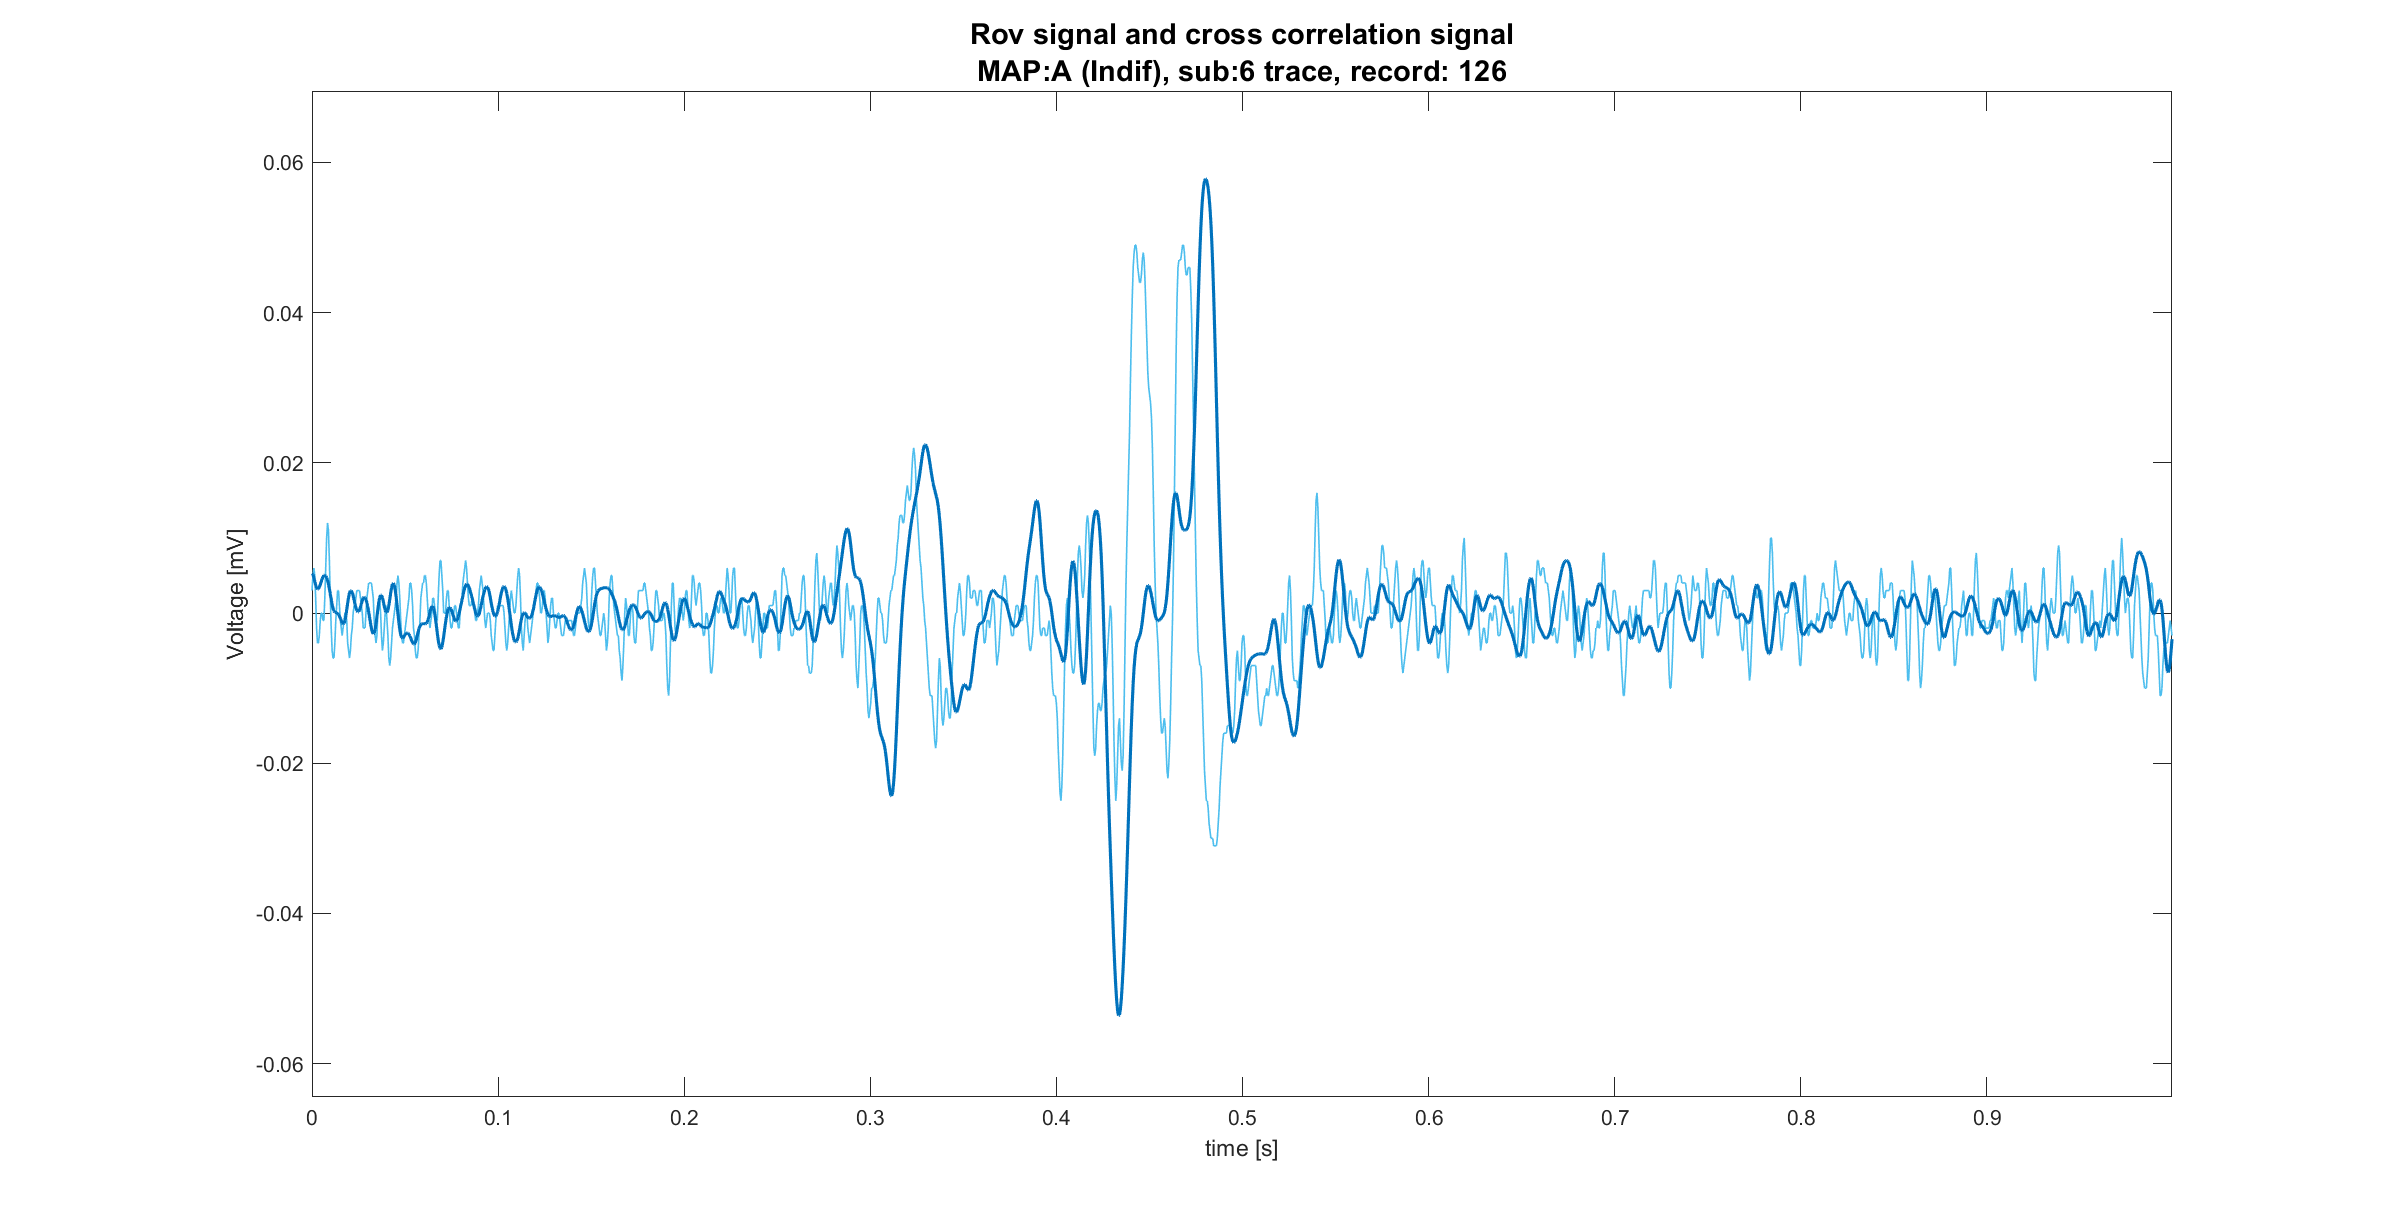 Rov signal and cross correlation signal
MAP:A (Indif), sub:6 trace, record: 126
0.06
0.04
0.02
0
-0.02
-0.04
-0.06
Voltage [mV]
0 0.1 0.2 0.3 0.4 0.5 0.6 0.7 0.8 0.9
time [s]